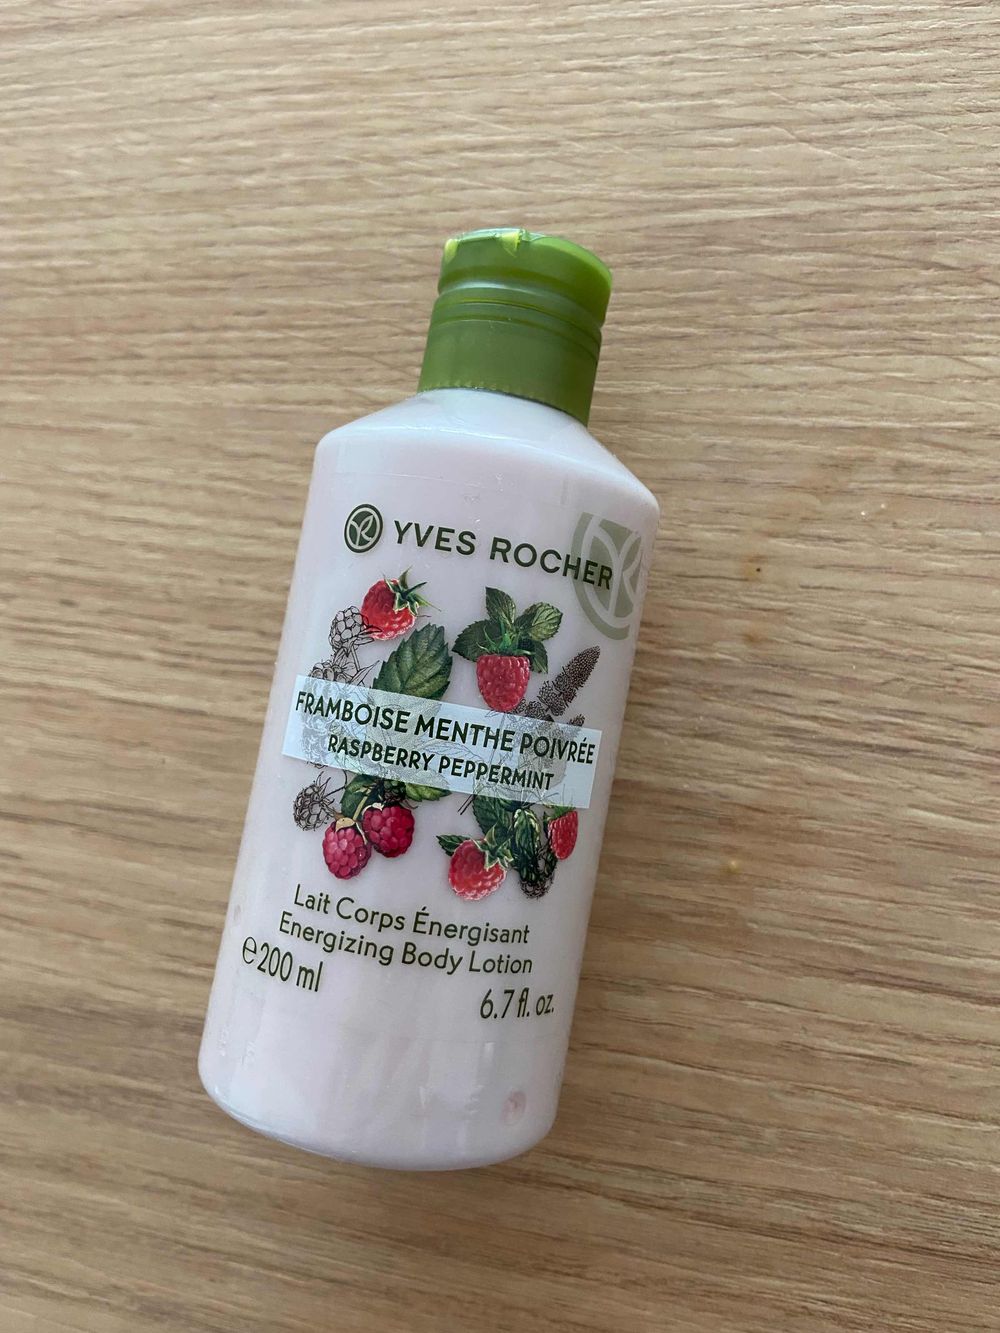 YVES ROCHER
FRAMBOISE MENTHE POIVRÉE
RASPBERRY PEPPERMINT
Lait Corps Énergisant
Energizing Body Lotion
℮200 ml
6.7 fl. oz.